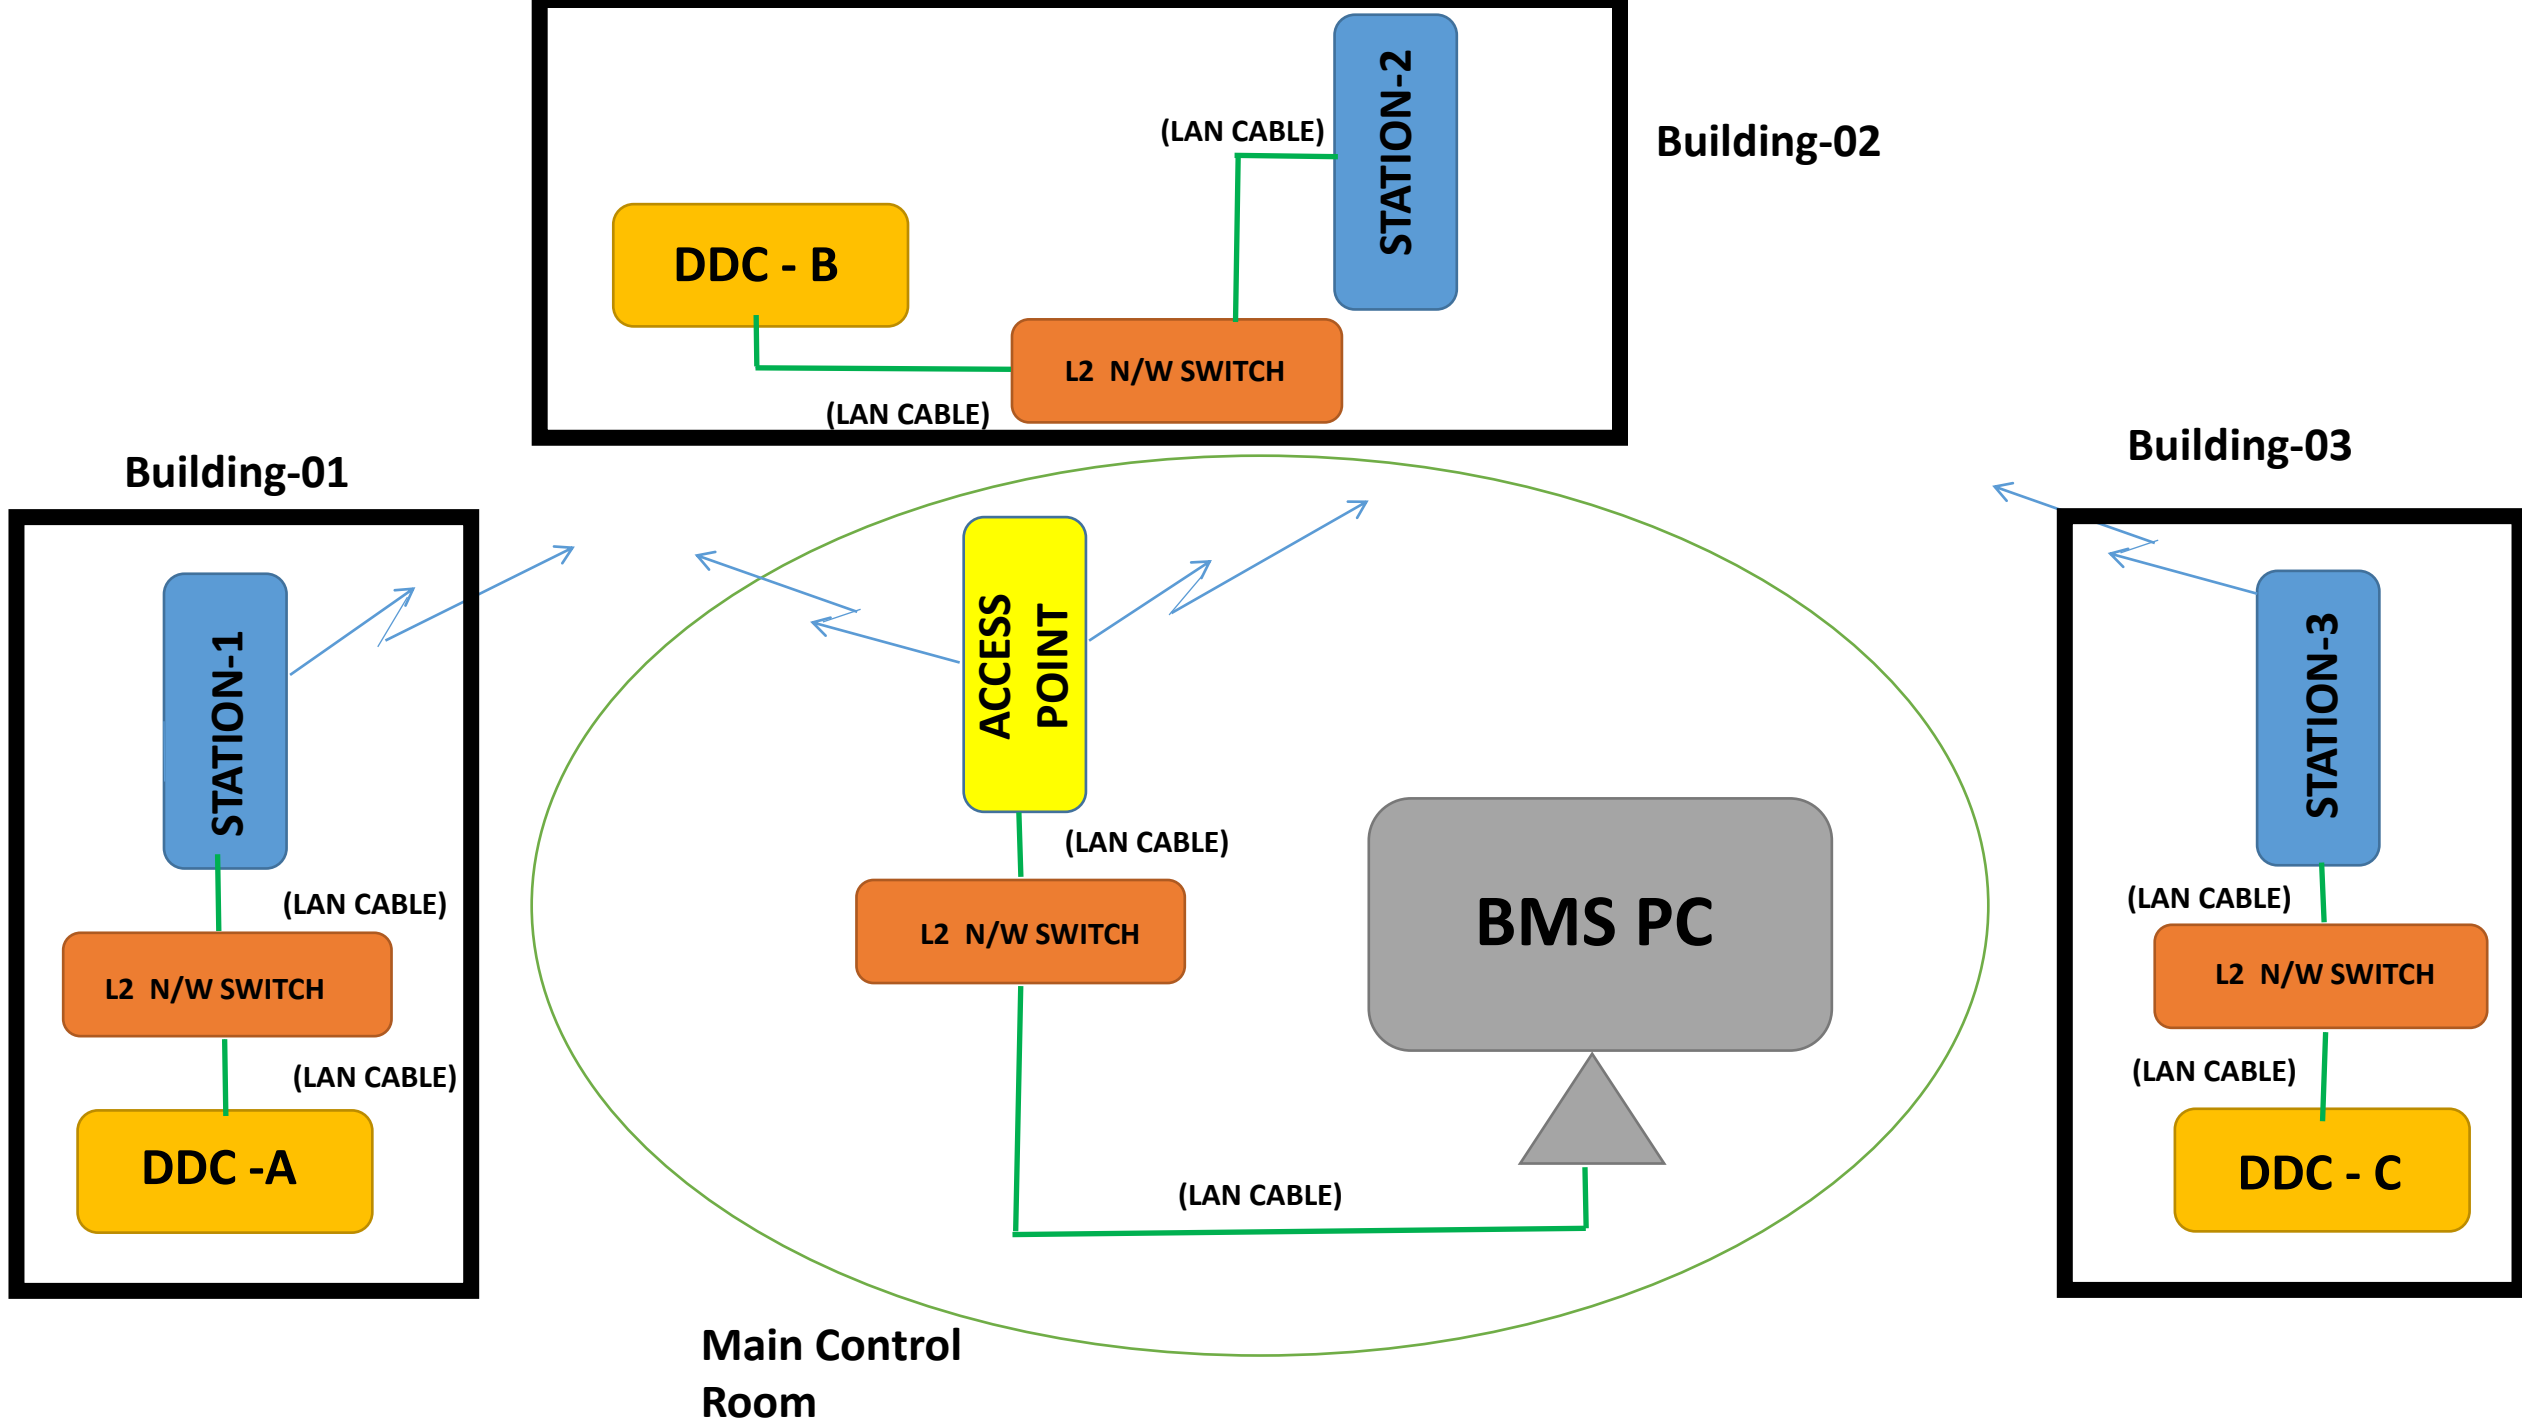 STATION-2
(LAN CABLE)
Building-02
DDC - B
L2 N/W SWITCH
(LAN CABLE)
Building-01
STATION-1
(LAN CABLE)
L2 N/W SWITCH
(LAN CABLE)
DDC -A
ACCESS
POINT
(LAN CABLE)
L2 N/W SWITCH
BMS PC
(LAN CABLE)
Main Control
Room
Building-03
STATION-3
(LAN CABLE)
L2 N/W SWITCH
(LAN CABLE)
DDC - C